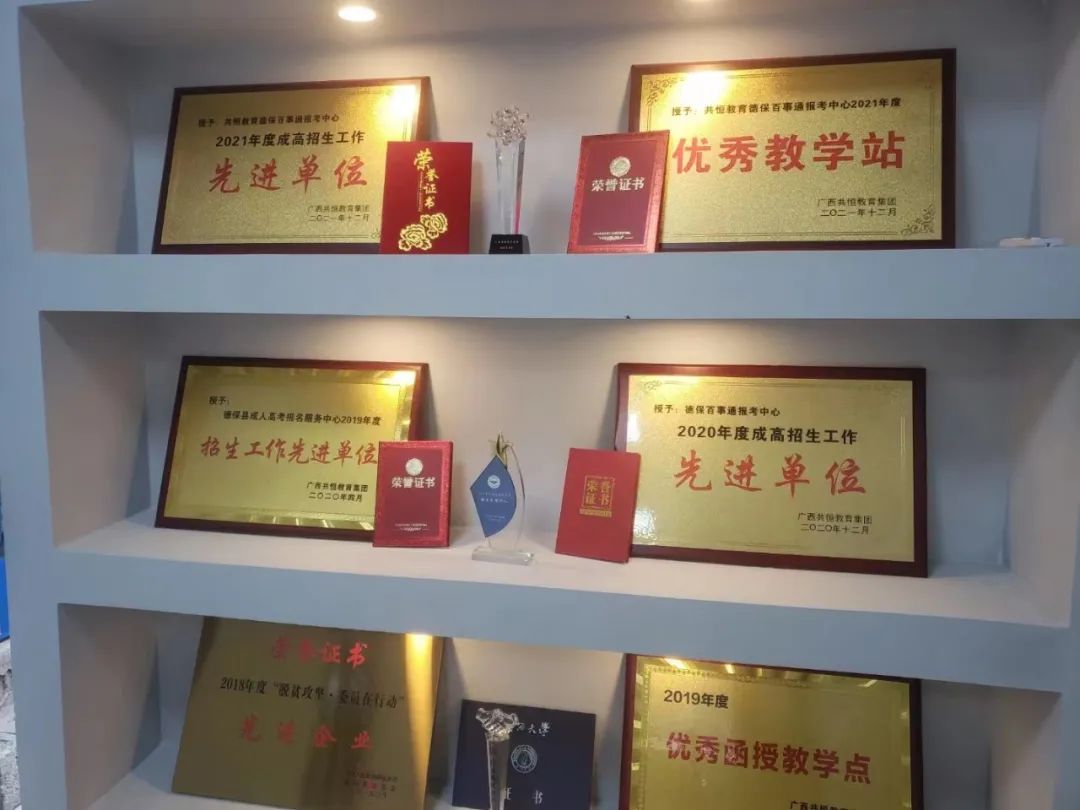 授予：共恒教育德保百事通报考中心
2021年度成高招生工作
先进单位
广西共恒教育集团
二〇二一年十二月
荣誉证书
荣誉证书
授予：共恒教育德保百事通报考中心2021年度
优秀教学站
广西共恒教育集团
二〇二一年十二月
授予：
德保县成人高考报名服务中心2019年度
招生工作先进单位
广西共恒教育集团
二〇二〇年四月
荣誉证书
荣誉
证书
授予：德保百事通报考中心
2020年度成高招生工作
先进单位
广西共恒教育集团
二〇二〇年十二月
荣誉证书
2018年度“脱贫攻坚·委员在行动”
先进企业
大学
证书
2019年度
优秀函授教学点
广西共恒教育集团